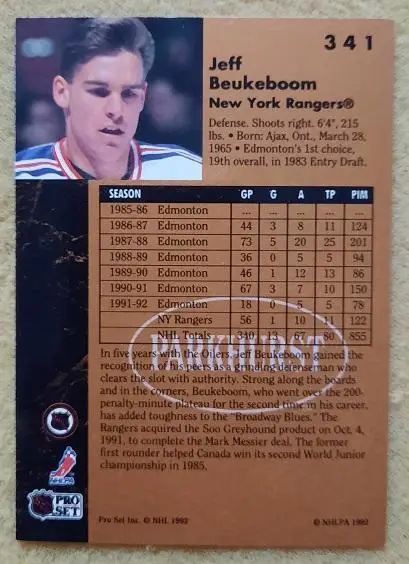 341
Jeff
Beukeboom
New York Rangers®
Defense. Shoots right. 6'4", 215
lbs. • Born: Ajax, Ont., March 28,
1965 • Edmonton's 1st choice,
19th overall, in 1983 Entry Draft.
SEASON GP G A TP PIM
1985-86 Edmonton ... ... ... ... ...
1986-87 Edmonton 44 3 8 11 124
1987-88 Edmonton 73 5 20 25 201
1988-89 Edmonton 36 0 5 5 94
1989-90 Edmonton 46 1 12 13 86
1990-91 Edmonton 67 3 7 10 150
1991-92 Edmonton 18 0 5 5 78
NY Rangers 56 1 10 11 122
NHL Totals 340 13 67 80 855
PARKHURST
In five years with the Oilers, Jeff Beukeboom gained the
recognition of his peers as a grinding defenseman who
clears the slot with authority. Strong along the boards
and in the corners, Beukeboom, who went over the 200-
penalty-minute plateau for the second time in his career,
has added toughness to the "Broadway Blues." The
Rangers acquired the Soo Greyhound product on Oct. 4,
1991, to complete the Mark Messier deal. The former
first rounder helped Canada win its second World Junior
championship in 1985.
NHLPA
PRO
SET
Pro Set Inc. © NHL 1992
© NHLPA 1992